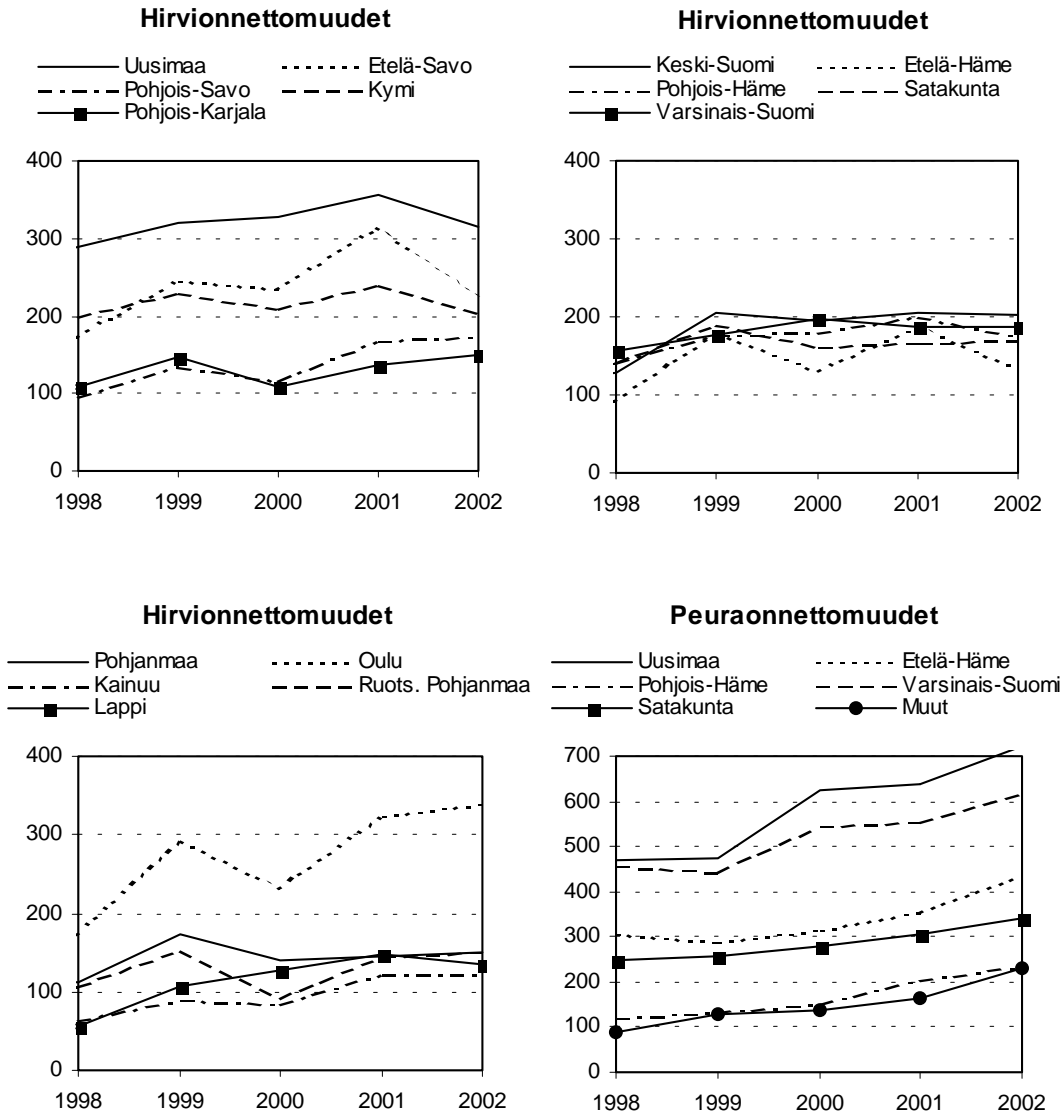 Hirvionnettomuudet
Uusimaa Etelä-Savo
Pohjois-Savo Kymi
Pohjois-Karjala
400
300
200
100
0
1998 1999 2000 2001 2002
Hirvionnettomuudet
Keski-Suomi Etelä-Häme
Pohjois-Häme Satakunta
Varsinais-Suomi
400
300
200
100
0
1998 1999 2000 2001 2002
Hirvionnettomuudet
Pohjanmaa Oulu
Kainuu Ruots. Pohjanmaa
Lappi
400
300
200
100
0
1998 1999 2000 2001 2002
Peuraonnettomuudet
Uusimaa Etelä-Häme
Pohjois-Häme Varsinais-Suomi
Satakunta Muut
700
600
500
400
300
200
100
0
1998 1999 2000 2001 2002